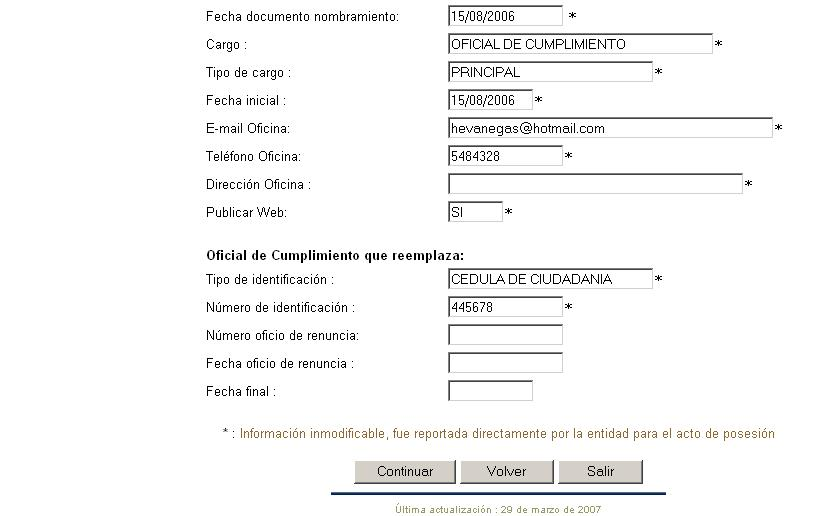 Fecha documento nombramiento: 15/08/2006 *
Cargo : OFICIAL DE CUMPLIMIENTO *
Tipo de cargo : PRINCIPAL *
Fecha inicial : 15/08/2006 *
E-mail Oficina: hevanegas@hotmail.com *
Teléfono Oficina: 5484328 *
Dirección Oficina : *
Publicar Web: SI *
Oficial de Cumplimiento que reemplaza:
Tipo de identificación : CEDULA DE CIUDADANIA *
Número de identificación : 445678 *
Número oficio de renuncia:
Fecha oficio de renuncia :
Fecha final :
* : Información inmodificable, fue reportada directamente por la entidad para el acto de posesión
Continuar Volver Salir
Última actualización : 29 de marzo de 2007